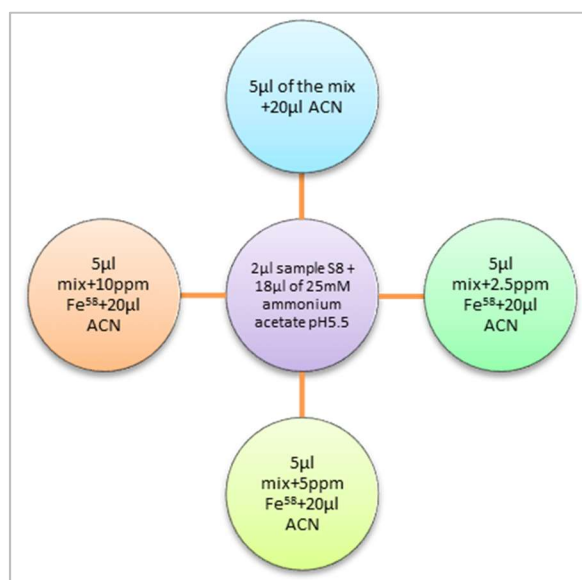 5µl of the mix
+20µl ACN
5µl
mix+10ppm
Fe⁵⁸+20µl
ACN
2µl sample S8 +
18µl of 25mM
ammonium
acetate pH5.5
5µl
mix+2.5ppm
Fe⁵⁸+20µl
ACN
5µl
mix+5ppm
Fe⁵⁸+20µl
ACN